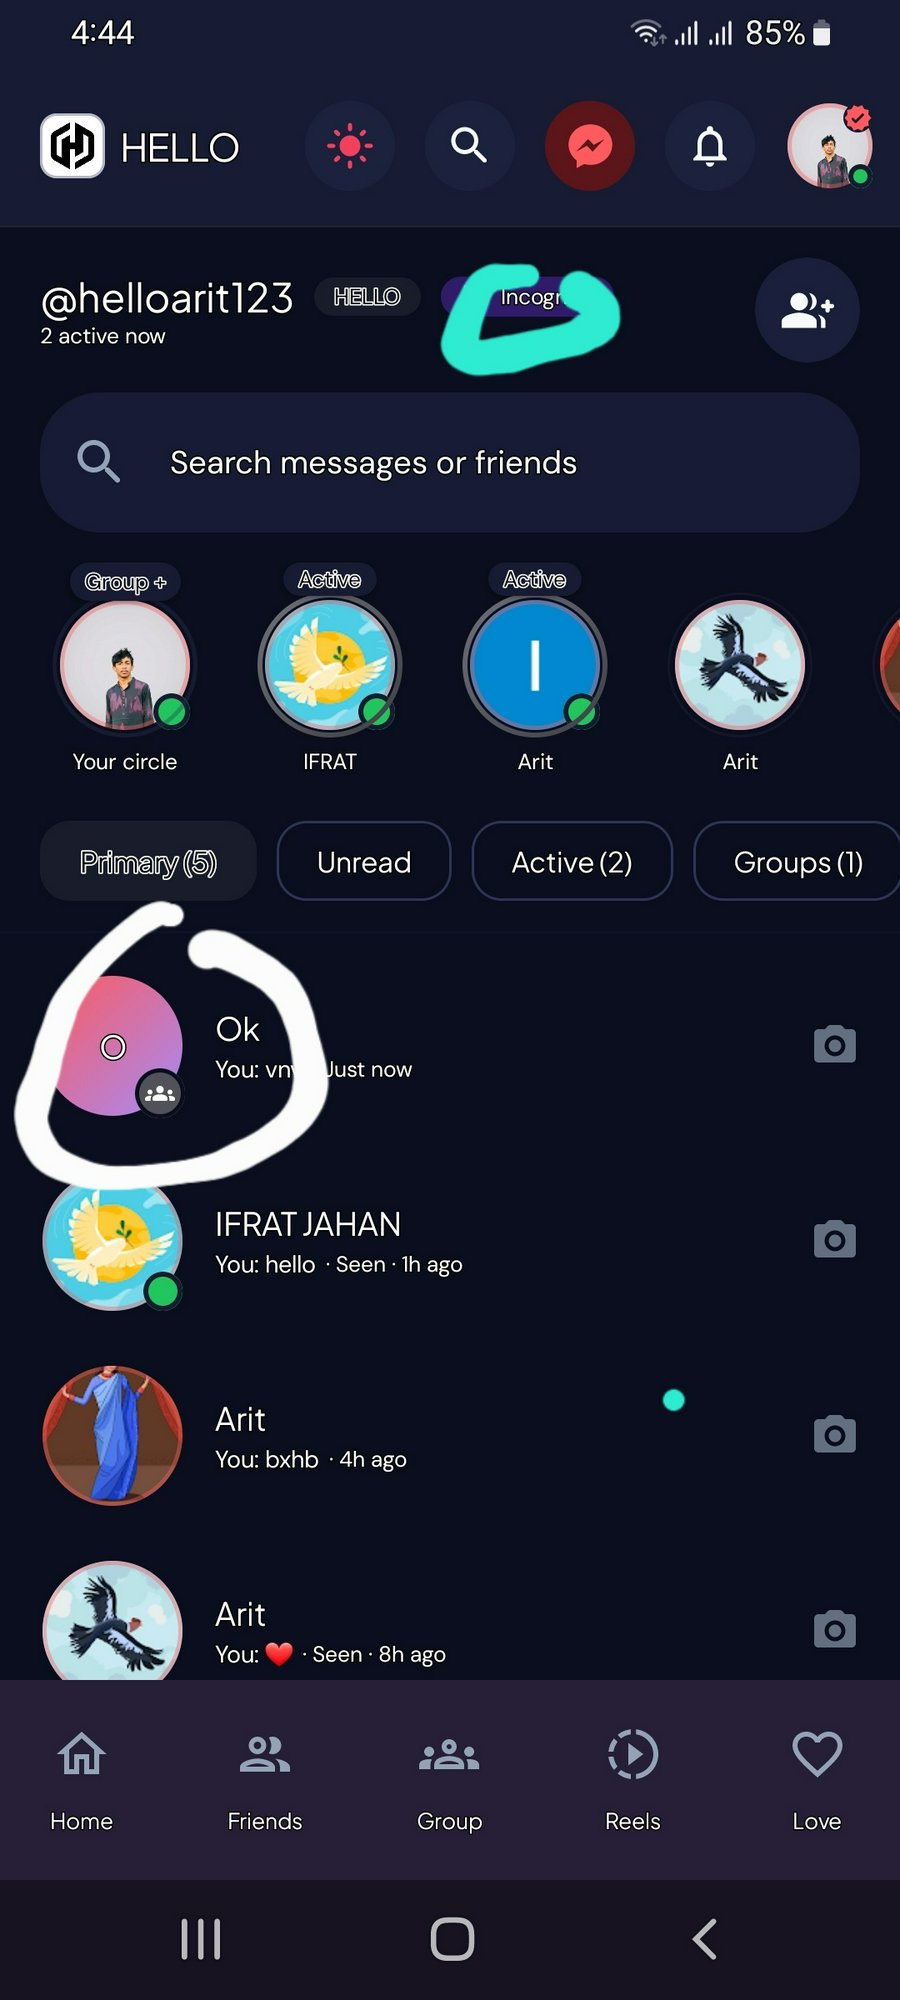 4:44
85%
HELLO
@helloarit123 HELLO
2 active now
Search messages or friends
Group + Active Active
I
Your circle IFRAT Arit Arit
Primary (5) Unread Active (2) Groups (1)
O
Ok
You: Just now
IFRAT JAHAN
You: hello · Seen · 1h ago
Arit
You: bxhb · 4h ago
Arit
You: ❤️ · Seen · 8h ago
Home Friends Group Reels Love